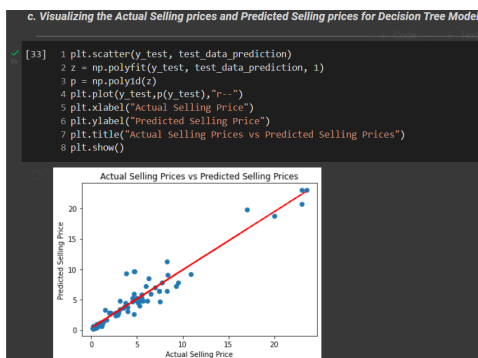 c. Visualizing the Actual Selling prices and Predicted Selling prices for Decision Tree Model
[33]
1 plt.scatter(y_test, test_data_prediction)
2 z = np.polyfit(y_test, test_data_prediction, 1)
3 p = np.poly1d(z)
4 plt.plot(y_test,p(y_test),"r--")
5 plt.xlabel("Actual Selling Price")
6 plt.ylabel("Predicted Selling Price")
7 plt.title("Actual Selling Prices vs Predicted Selling Prices")
8 plt.show()
Actual Selling Prices vs Predicted Selling Prices
Predicted Selling Price
20
15
10
5
0
0 5 10 15 20
Actual Selling Price